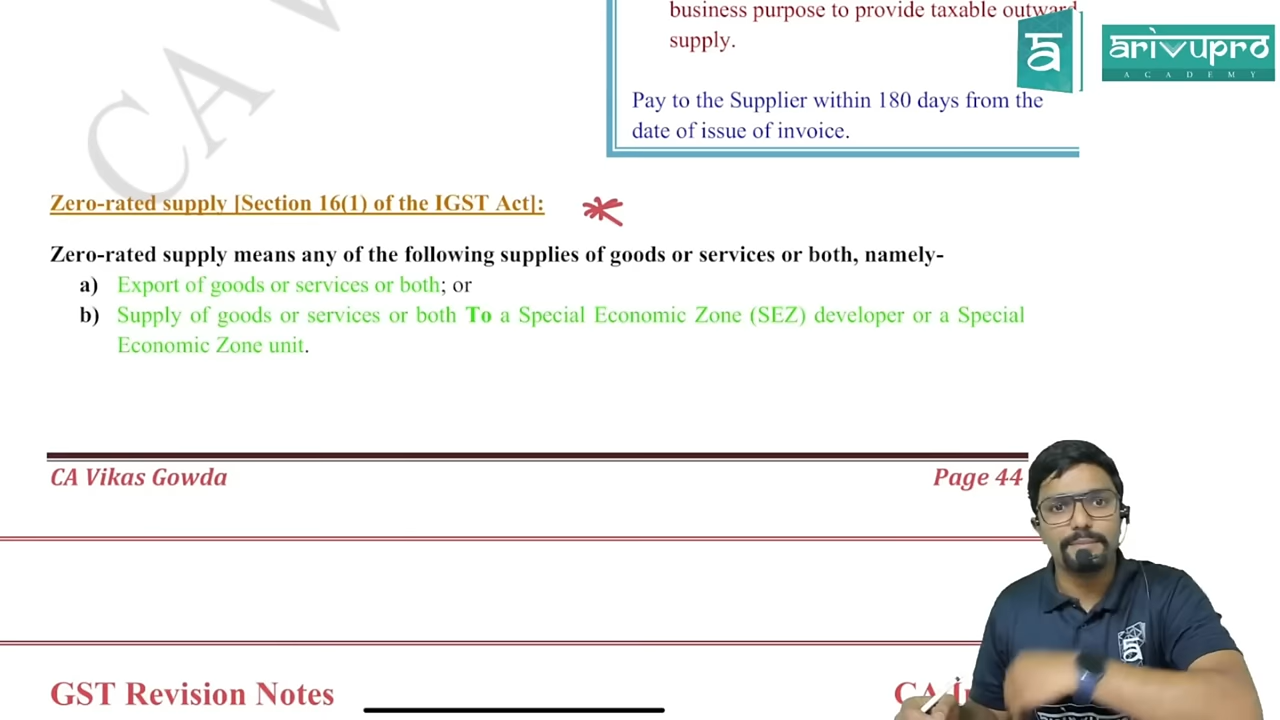 business purpose to provide taxable outward
supply.
Pay to the Supplier within 180 days from the
date of issue of invoice.
arivupro
ACADEMY
CA
Zero-rated supply [Section 16(1) of the IGST Act]:
Zero-rated supply means any of the following supplies of goods or services or both, namely-
a) Export of goods or services or both; or
b) Supply of goods or services or both To a Special Economic Zone (SEZ) developer or a Special
Economic Zone unit.
CA Vikas Gowda
Page 44
GST Revision Notes
CA